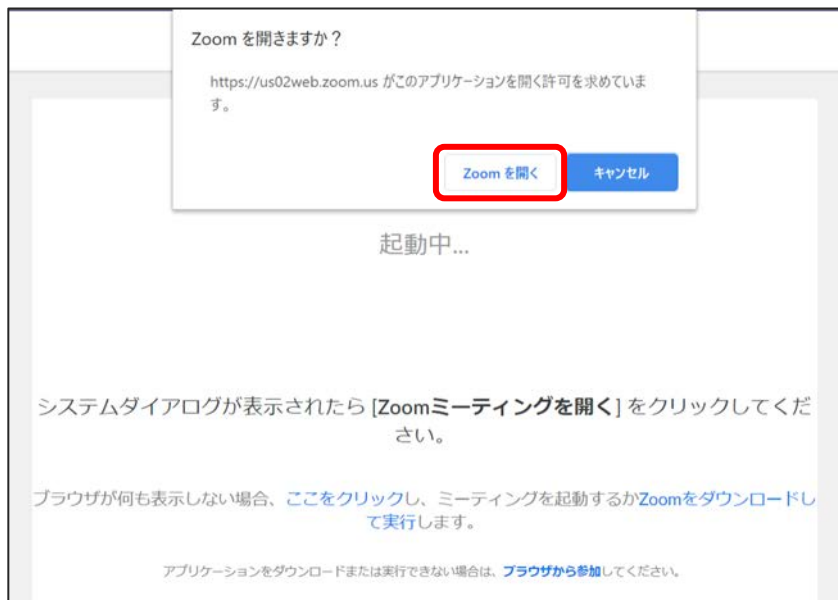 Zoom を開きますか？
https://us02web.zoom.us がこのアプリケーションを開く許可を求めていま
す。
Zoom を開く
キャンセル
起動中...
システムダイアログが表示されたら [Zoomミーティングを開く] をクリックしてくだ
さい。
ブラウザが何も表示しない場合、ここをクリックし、ミーティングを起動するかZoomをダウンロードし
て実行します。
アプリケーションをダウンロードまたは実行できない場合は、ブラウザから参加してください。